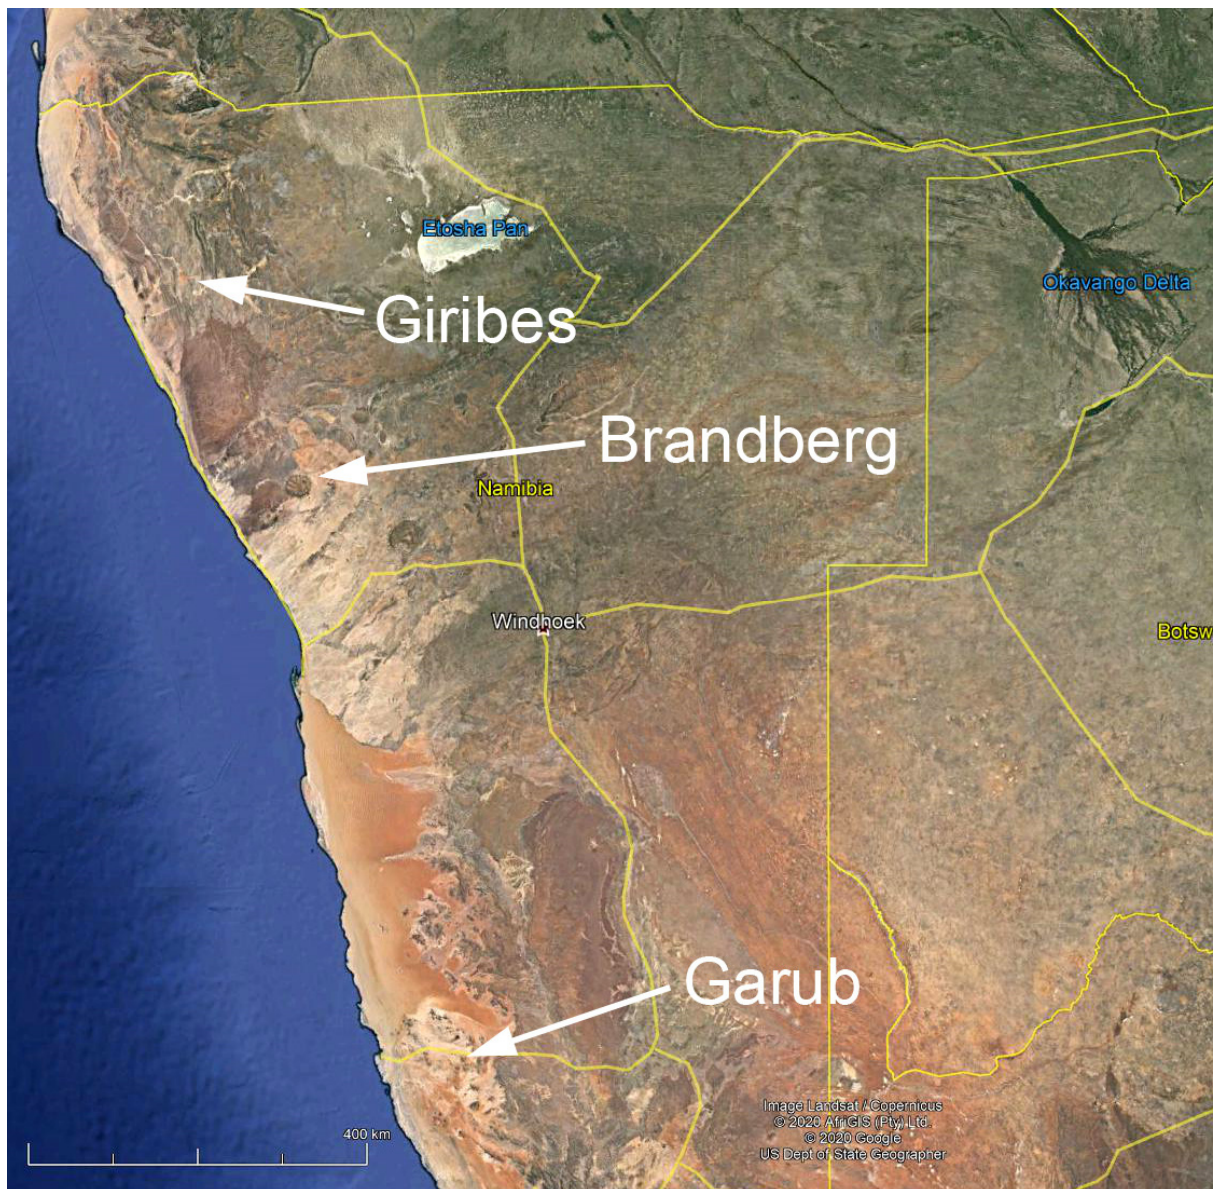 Etosha Pan
Okavango Delta
Giribes
Brandberg
Namibia
Windhoek
Botsw
Garub
Image Landsat / Copernicus
© 2020 AfriGIS (Pty) Ltd.
© 2020 Google
US Dept of State Geographer
400 km